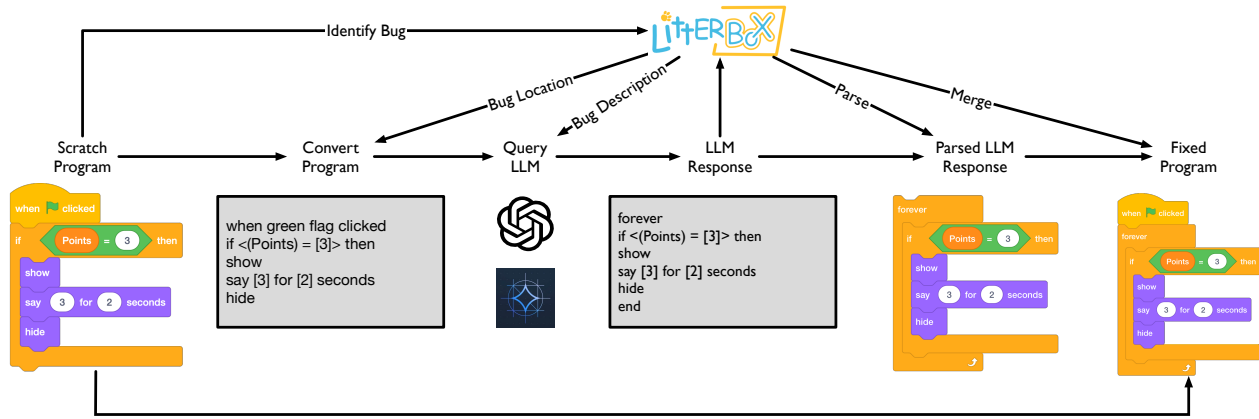 Identify Bug
LITTERBOX
Bug Location
Bug Description
Parse
Merge
Scratch
Program
Convert
Program
Query
LLM
LLM
Response
Parsed LLM
Response
Fixed
Program
when clicked
if Points = 3 then
show
say 3 for 2 seconds
hide
when green flag clicked
if <(Points) = [3]> then
show
say [3] for [2] seconds
hide
forever
if <(Points) = [3]> then
show
say [3] for [2] seconds
hide
end
forever
if Points = 3 then
show
say 3 for 2 seconds
hide
when clicked
forever
if Points = 3 then
show
say 3 for 2 seconds
hide